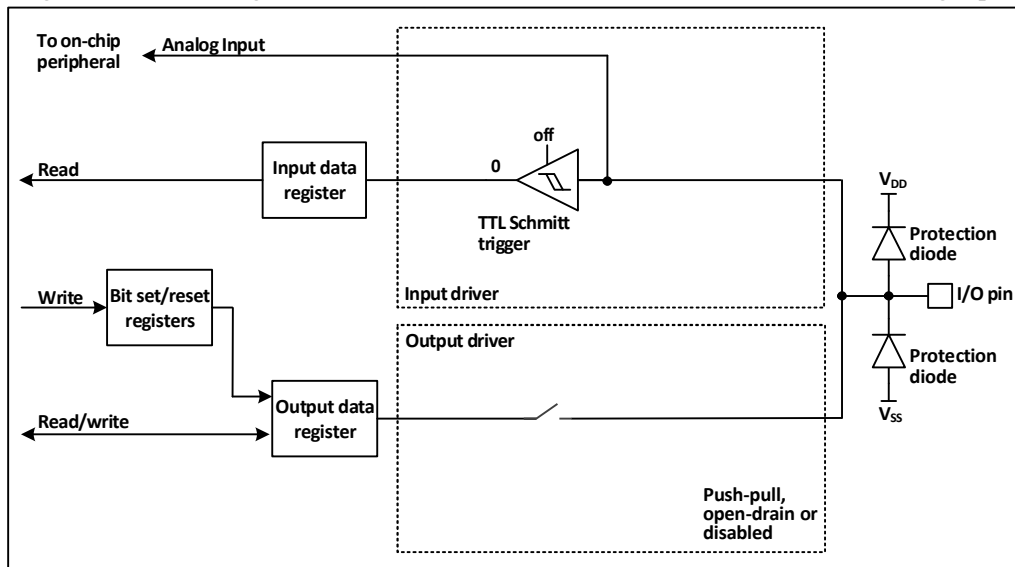 To on-chip
peripheral
Analog Input
off
Read
Input data
register
0
TTL Schmitt
trigger
VDD
Protection
diode
Input driver
I/O pin
Write
Bit set/reset
registers
Output driver
Protection
diode
Read/write
Output data
register
VSS
Push-pull,
open-drain or
disabled